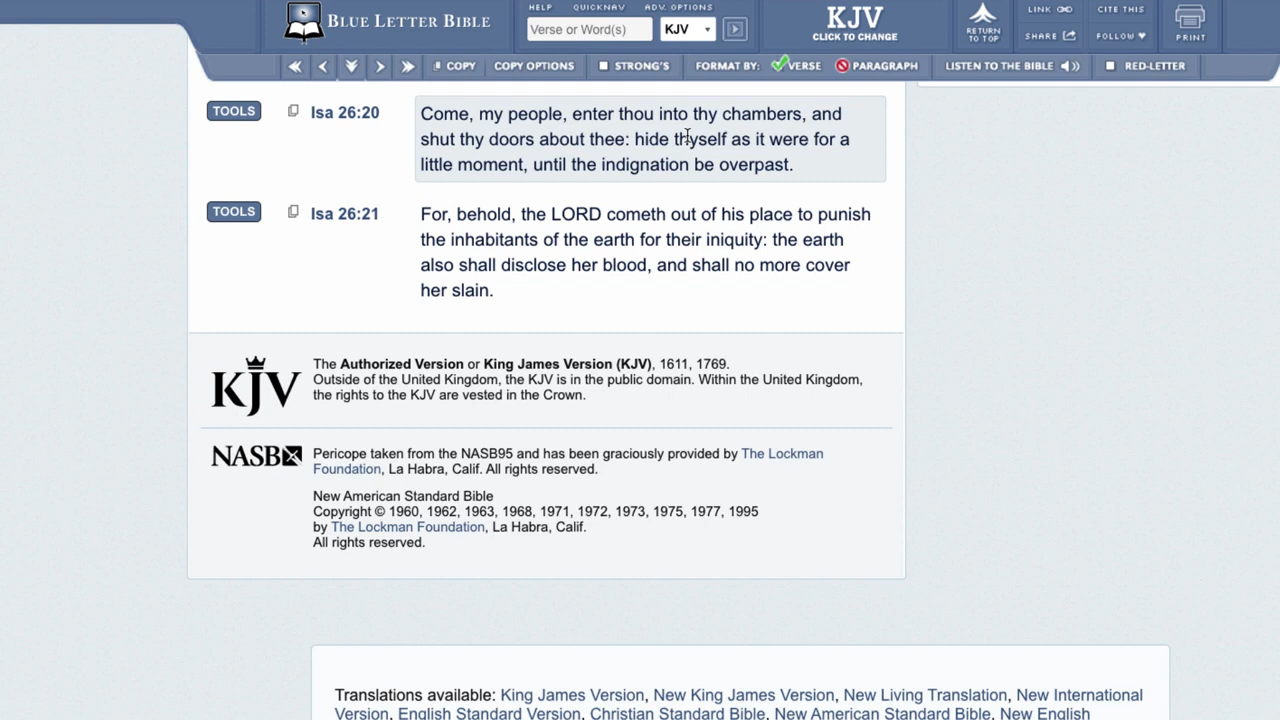 BLUE LETTER BIBLE
HELP QUICKNAV ADV. OPTIONS
Verse or Word(s) KJV
KJV
CLICK TO CHANGE
RETURN
TO TOP
LINK
SHARE
CITE THIS
FOLLOW
PRINT
COPY COPY OPTIONS STRONG'S FORMAT BY: VERSE PARAGRAPH LISTEN TO THE BIBLE RED-LETTER
TOOLS Isa 26:20
Come, my people, enter thou into thy chambers, and
shut thy doors about thee: hide thyself as it were for a
little moment, until the indignation be overpast.
TOOLS Isa 26:21
For, behold, the LORD cometh out of his place to punish
the inhabitants of the earth for their iniquity: the earth
also shall disclose her blood, and shall no more cover
her slain.
KJV
The Authorized Version or King James Version (KJV), 1611, 1769.
Outside of the United Kingdom, the KJV is in the public domain. Within the United Kingdom,
the rights to the KJV are vested in the Crown.
NASB
Pericope taken from the NASB95 and has been graciously provided by The Lockman
Foundation, La Habra, Calif. All rights reserved.
New American Standard Bible
Copyright © 1960, 1962, 1963, 1968, 1971, 1972, 1973, 1975, 1977, 1995
by The Lockman Foundation, La Habra, Calif.
All rights reserved.
Translations available: King James Version, New King James Version, New Living Translation, New International
Version, English Standard Version, Christian Standard Bible, New American Standard Bible, New English